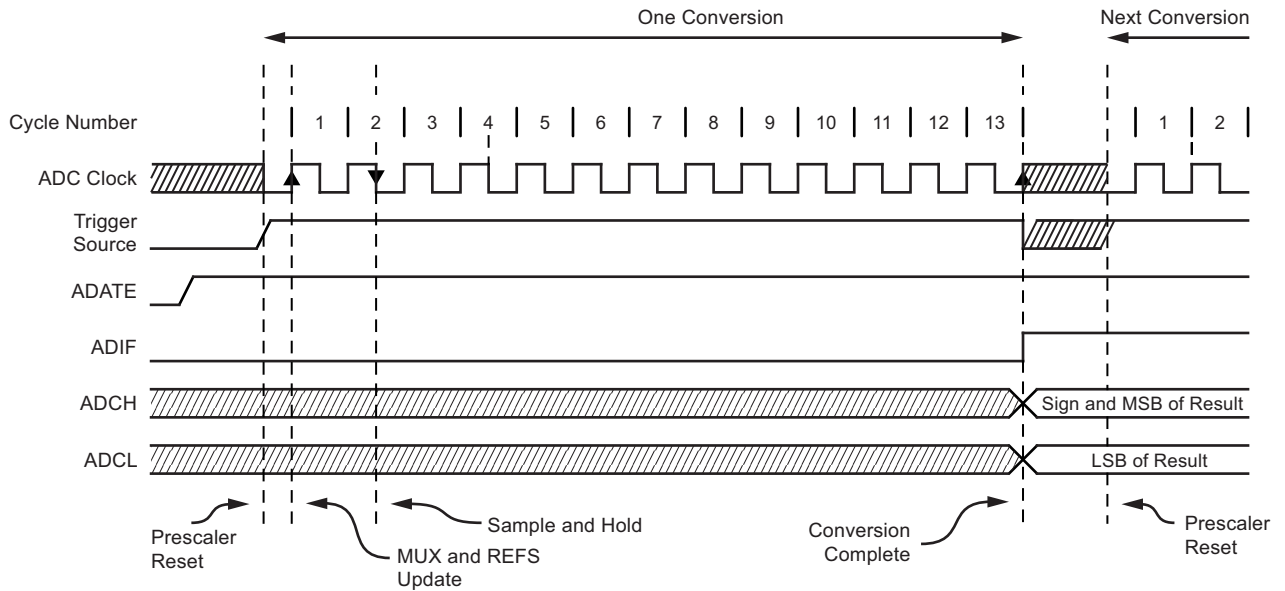 One Conversion
Next Conversion
Cycle Number
1 2 3 4 5 6 7 8 9 10 11 12 13 1 2
ADC Clock
Trigger
Source
ADATE
ADIF
ADCH
Sign and MSB of Result
ADCL
LSB of Result
Prescaler
Reset
MUX and REFS
Update
Sample and Hold
Conversion
Complete
Prescaler
Reset